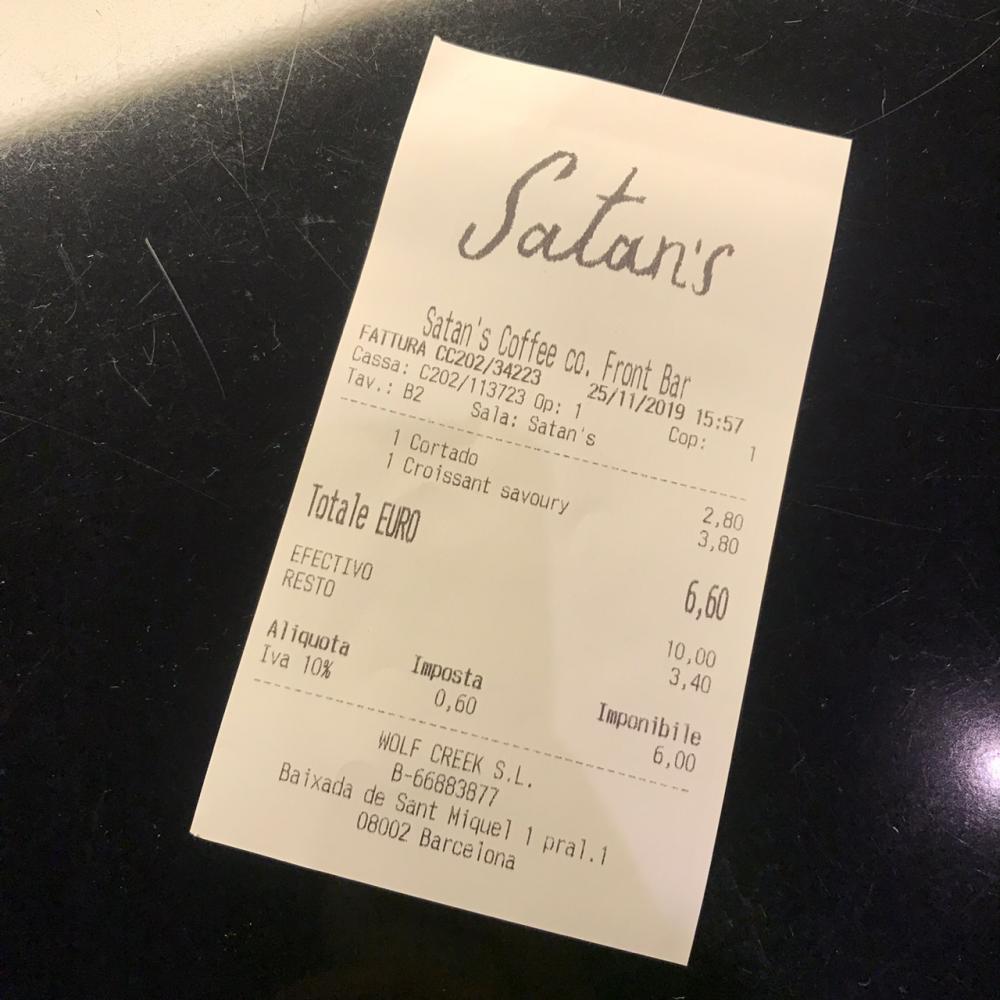 Satan's
Satan's Coffee co. Front Bar
FATTURA CC202/34223 25/11/2019 15:57
Cassa: C202/113723 Op: 1 Cop: 1
Tav.: B2 Sala: Satan's
1 Cortado 2,80
1 Croissant savoury 3,80
Totale EURO 6,60
EFECTIVO 10,00
RESTO 3,40
Aliquota Imposta Imponibile
Iva 10% 0,60 6,00
WOLF CREEK S.L.
B-66883877
Baixada de Sant Miquel 1 pral.1
08002 Barcelona